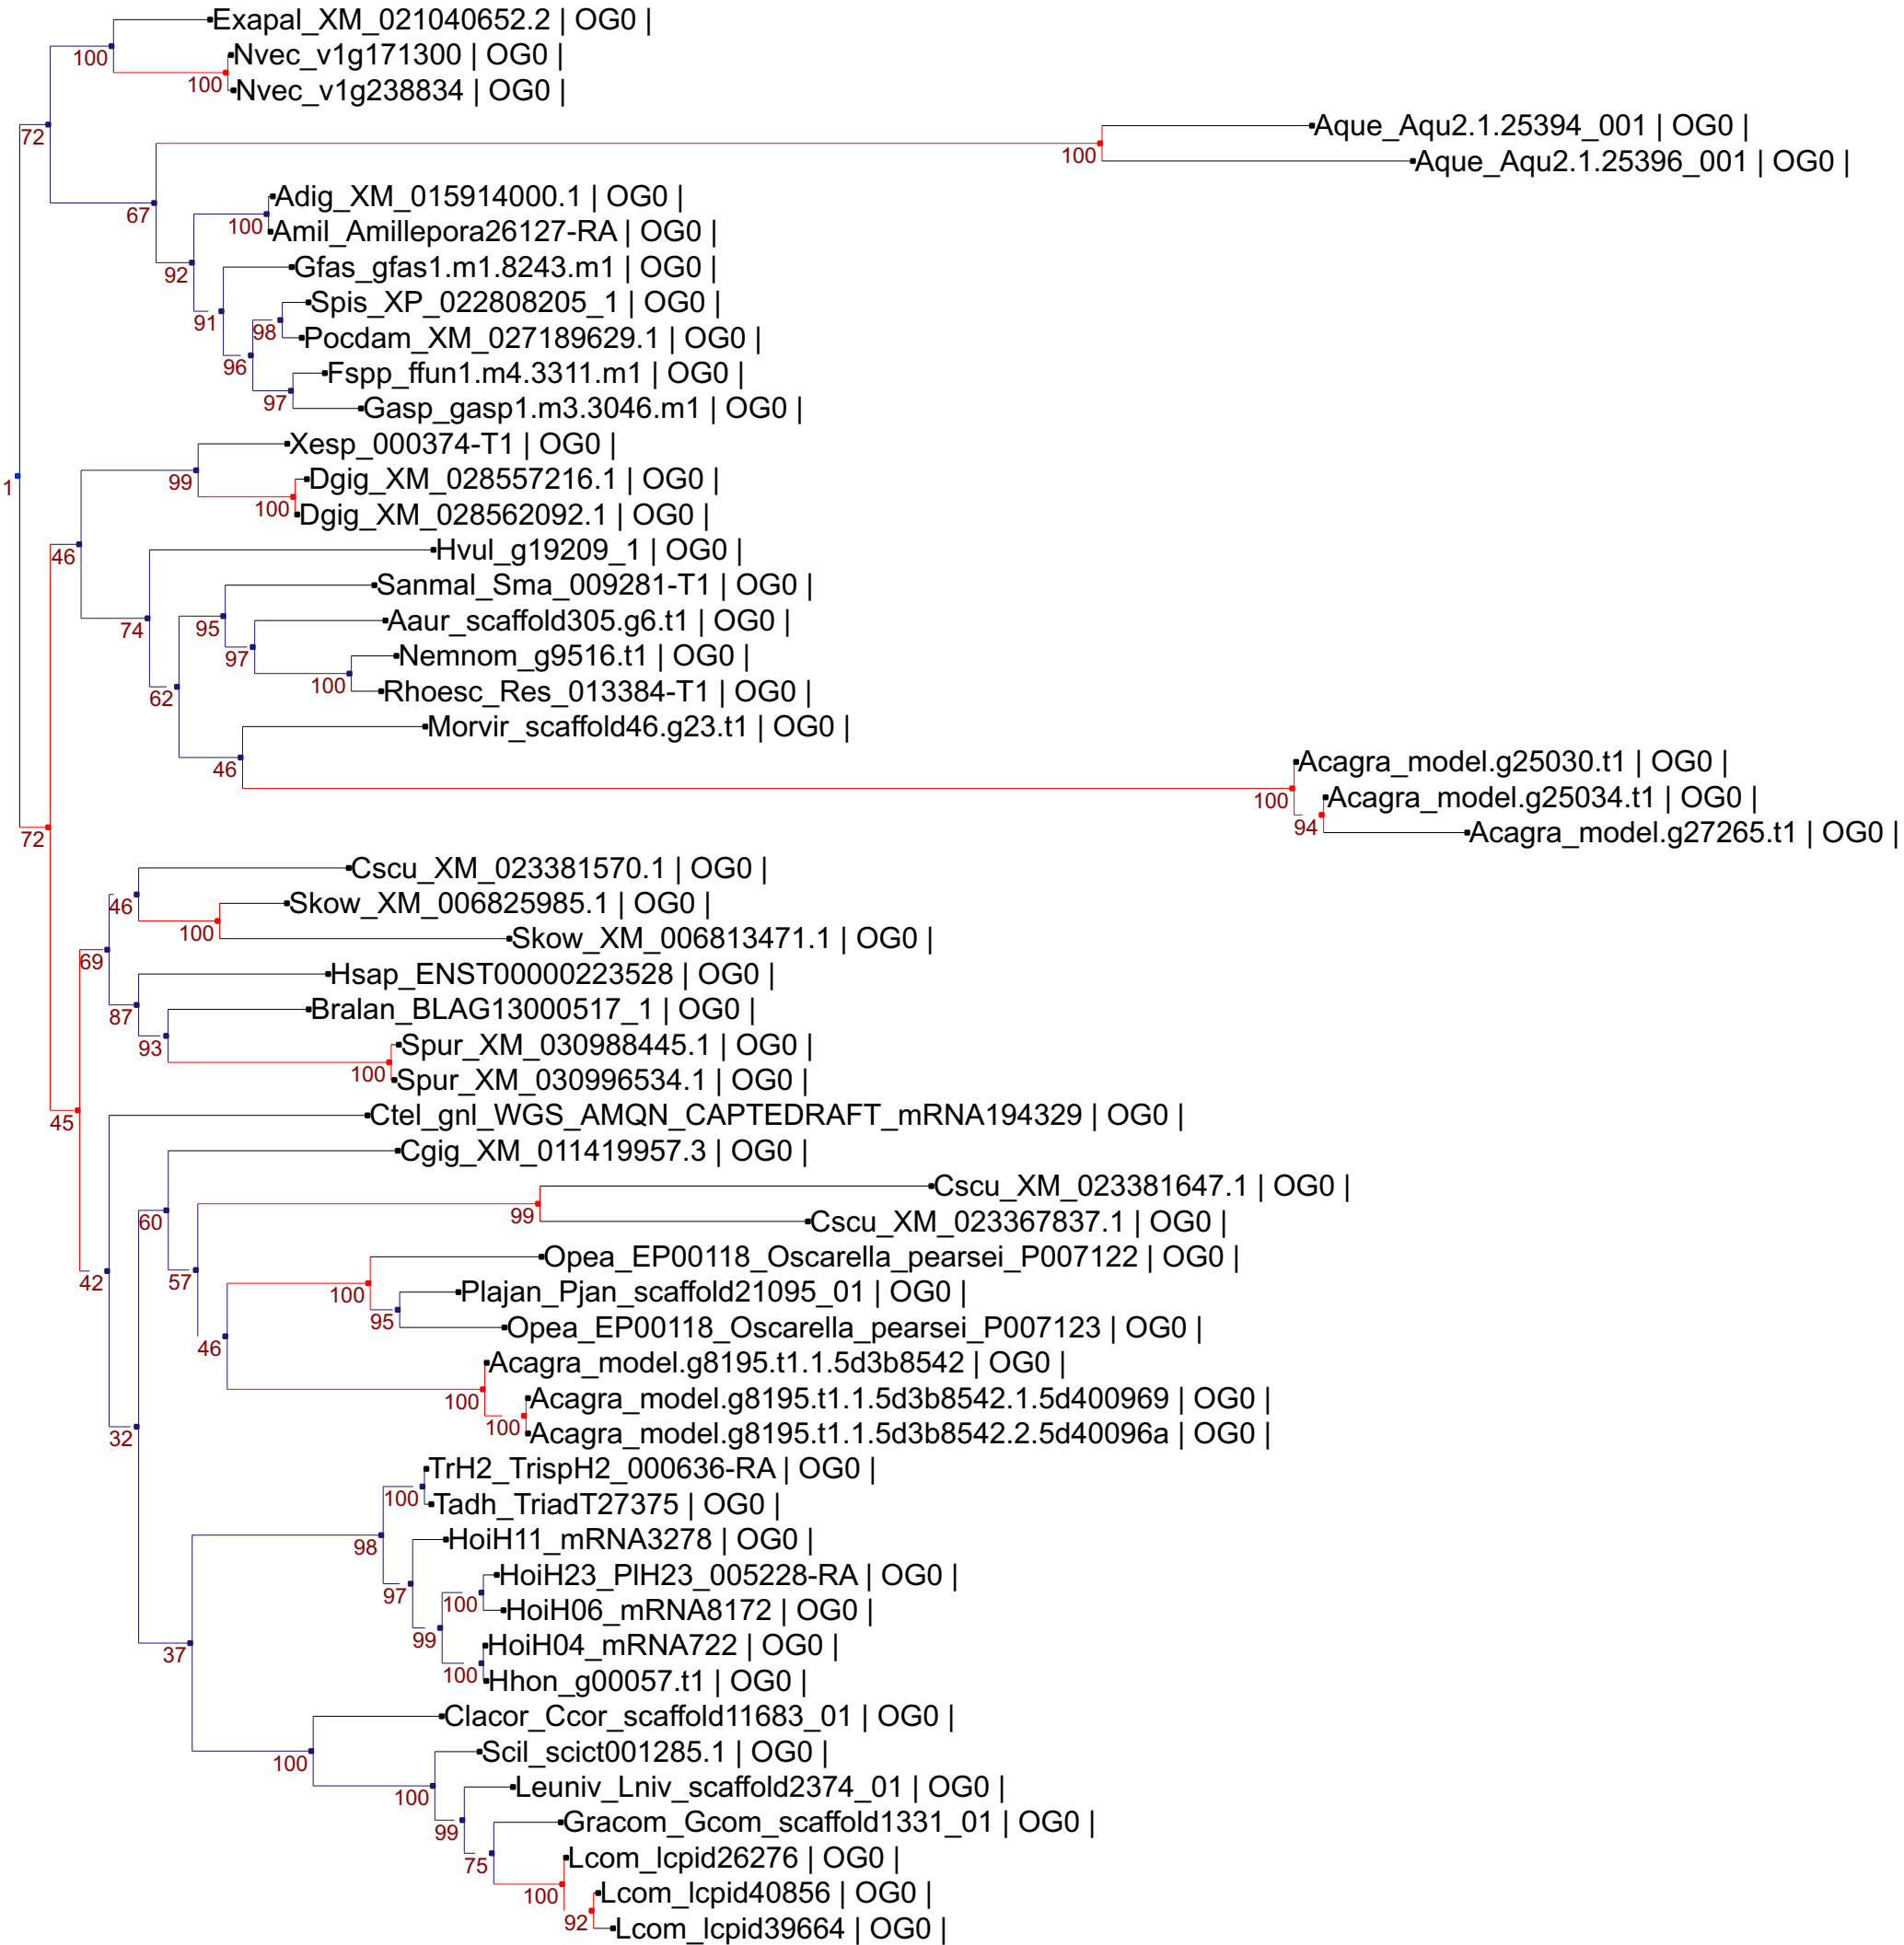 Exapal_XM_021040652.2 | OG0 |
100
Nvec_v1g171300 | OG0 |
100
Nvec_v1g238834 | OG0 |
72
Aque_Aqu2.1.25394_001 | OG0 |
100
Aque_Aqu2.1.25396_001 | OG0 |
67
Adig_XM_015914000.1 | OG0 |
100
Amil_Amillepora26127-RA | OG0 |
92
Gfas_gfas1.m1.8243.m1 | OG0 |
91
Spis_XP_022808205_1 | OG0 |
98
Pocdam_XM_027189629.1 | OG0 |
96
Fspp_ffun1.m4.3311.m1 | OG0 |
97
Gasp_gasp1.m3.3046.m1 | OG0 |
Xesp_000374-T1 | OG0 |
99
Dgig_XM_028557216.1 | OG0 |
1
100
Dgig_XM_028562092.1 | OG0 |
46
Hvul_g19209_1 | OG0 |
Sanmal_Sma_009281-T1 | OG0 |
74
95
Aaur_scaffold305.g6.t1 | OG0 |
97
Nemnom_g9516.t1 | OG0 |
100
Rhoesc_Res_013384-T1 | OG0 |
62
Morvir_scaffold46.g23.t1 | OG0 |
46
Acagra_model.g25030.t1 | OG0 |
100
Acagra_model.g25034.t1 | OG0 |
94
Acagra_model.g27265.t1 | OG0 |
72
Cscu_XM_023381570.1 | OG0 |
46
Skow_XM_006825985.1 | OG0 |
100
Skow_XM_006813471.1 | OG0 |
69
Hsap_ENST00000223528 | OG0 |
87
Bralan_BLAG13000517_1 | OG0 |
93
Spur_XM_030988445.1 | OG0 |
100
Spur_XM_030996534.1 | OG0 |
45
Ctel_gnl_WGS_AMQN_CAPTEDRAFT_mRNA194329 | OG0 |
Cgig_XM_011419957.3 | OG0 |
60
Cscu_XM_023381647.1 | OG0 |
99
Cscu_XM_023367837.1 | OG0 |
42
57
Opea_EP00118_Oscarella_pearsei_P007122 | OG0 |
100
Plajan_Pjan_scaffold21095_01 | OG0 |
95
Opea_EP00118_Oscarella_pearsei_P007123 | OG0 |
46
Acagra_model.g8195.t1.1.5d3b8542 | OG0 |
100
Acagra_model.g8195.t1.1.5d3b8542.1.5d400969 | OG0 |
100
Acagra_model.g8195.t1.1.5d3b8542.2.5d40096a | OG0 |
32
TrH2_TrispH2_000636-RA | OG0 |
100
Tadh_TriadT27375 | OG0 |
98
HoiH11_mRNA3278 | OG0 |
97
HoiH23_PlH23_005228-RA | OG0 |
100
HoiH06_mRNA8172 | OG0 |
99
HoiH04_mRNA722 | OG0 |
100
Hhon_g00057.t1 | OG0 |
37
Clacor_Ccor_scaffold11683_01 | OG0 |
100
Scil_scict001285.1 | OG0 |
100
Leuniv_Lniv_scaffold2374_01 | OG0 |
99
Gracom_Gcom_scaffold1331_01 | OG0 |
75
Lcom_lcpid26276 | OG0 |
100
Lcom_lcpid40856 | OG0 |
92
Lcom_lcpid39664 | OG0 |